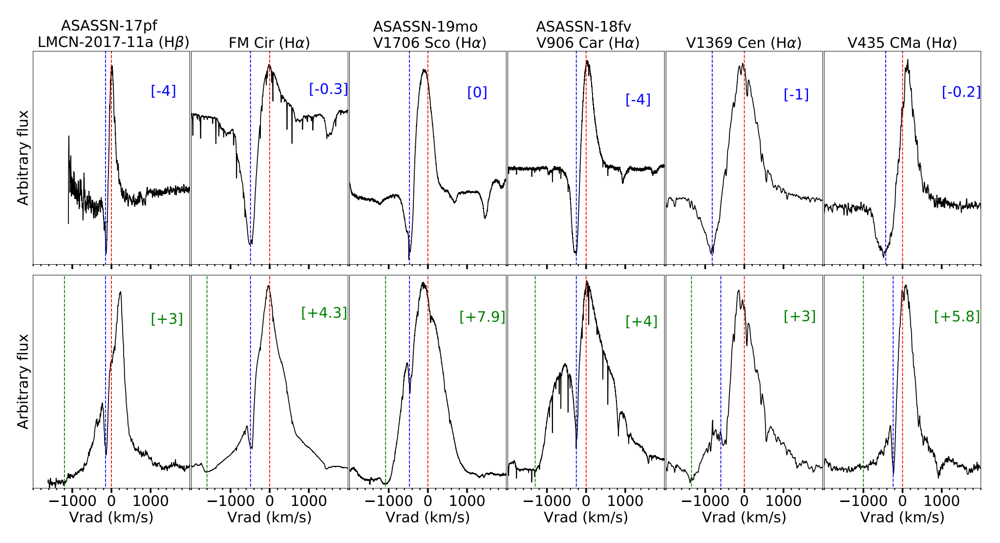 ASASSN-17pf
LMCN-2017-11a (Hβ)
FM Cir (Hα)
ASASSN-19mo
V1706 Sco (Hα)
ASASSN-18fv
V906 Car (Hα)
V1369 Cen (Hα)
V435 CMa (Hα)
Arbitrary flux
[-4]
[-0.3]
[0]
[-4]
[-1]
[-0.2]
Arbitrary flux
[+3]
[+4.3]
[+7.9]
[+4]
[+3]
[+5.8]
−1000 0 1000
−1000 0 1000
−1000 0 1000
−1000 0 1000
−1000 0 1000
−1000 0 1000
Vrad (km/s)
Vrad (km/s)
Vrad (km/s)
Vrad (km/s)
Vrad (km/s)
Vrad (km/s)